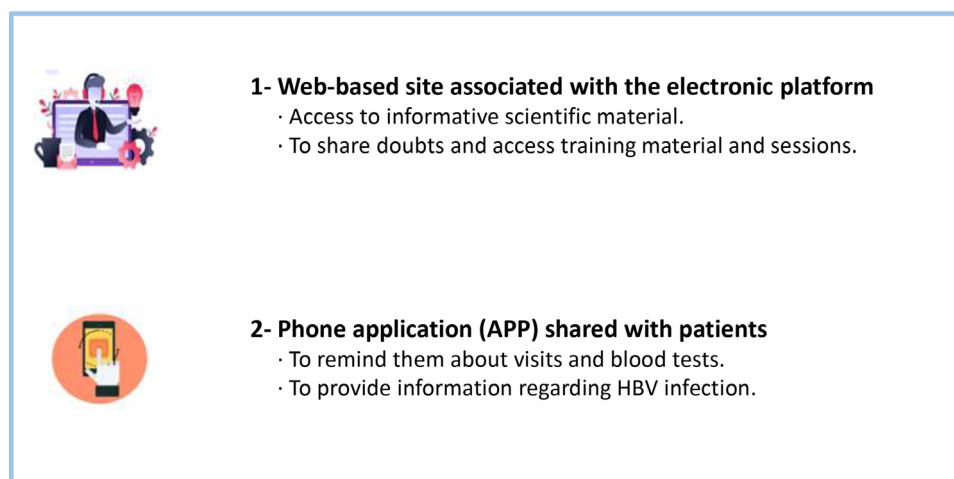 1- Web-based site associated with the electronic platform
· Access to informative scientific material.
· To share doubts and access training material and sessions.
2- Phone application (APP) shared with patients
· To remind them about visits and blood tests.
· To provide information regarding HBV infection.